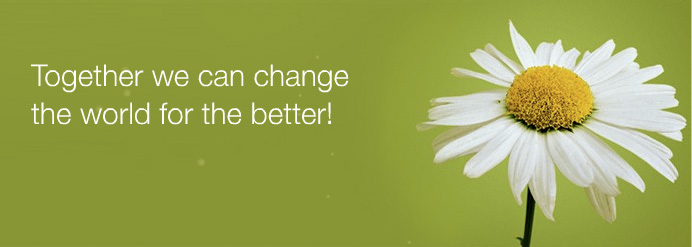 Together we can change
the world for the better!